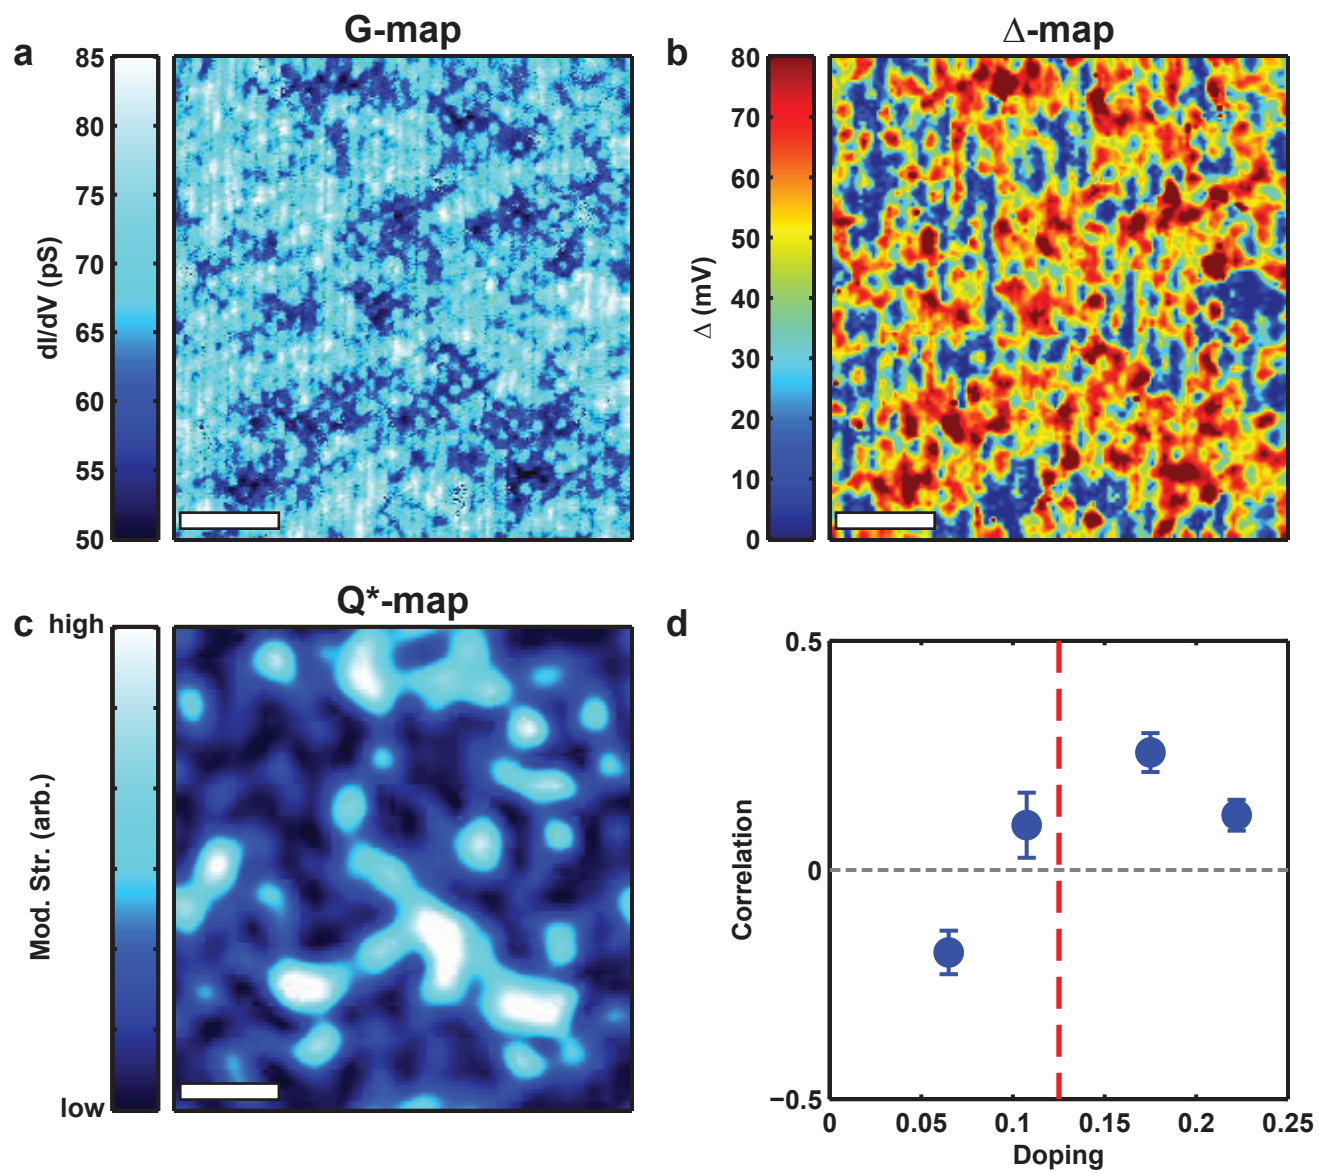 a
G-map
dI/dV (pS)
85
80
75
70
65
60
55
50
b
Δ-map
Δ (mV)
80
70
60
50
40
30
20
10
0
c
Q*-map
high
Mod. Str. (arb.)
low
d
Correlation
0.5
0
−0.5
0 0.05 0.1 0.15 0.2 0.25
Doping